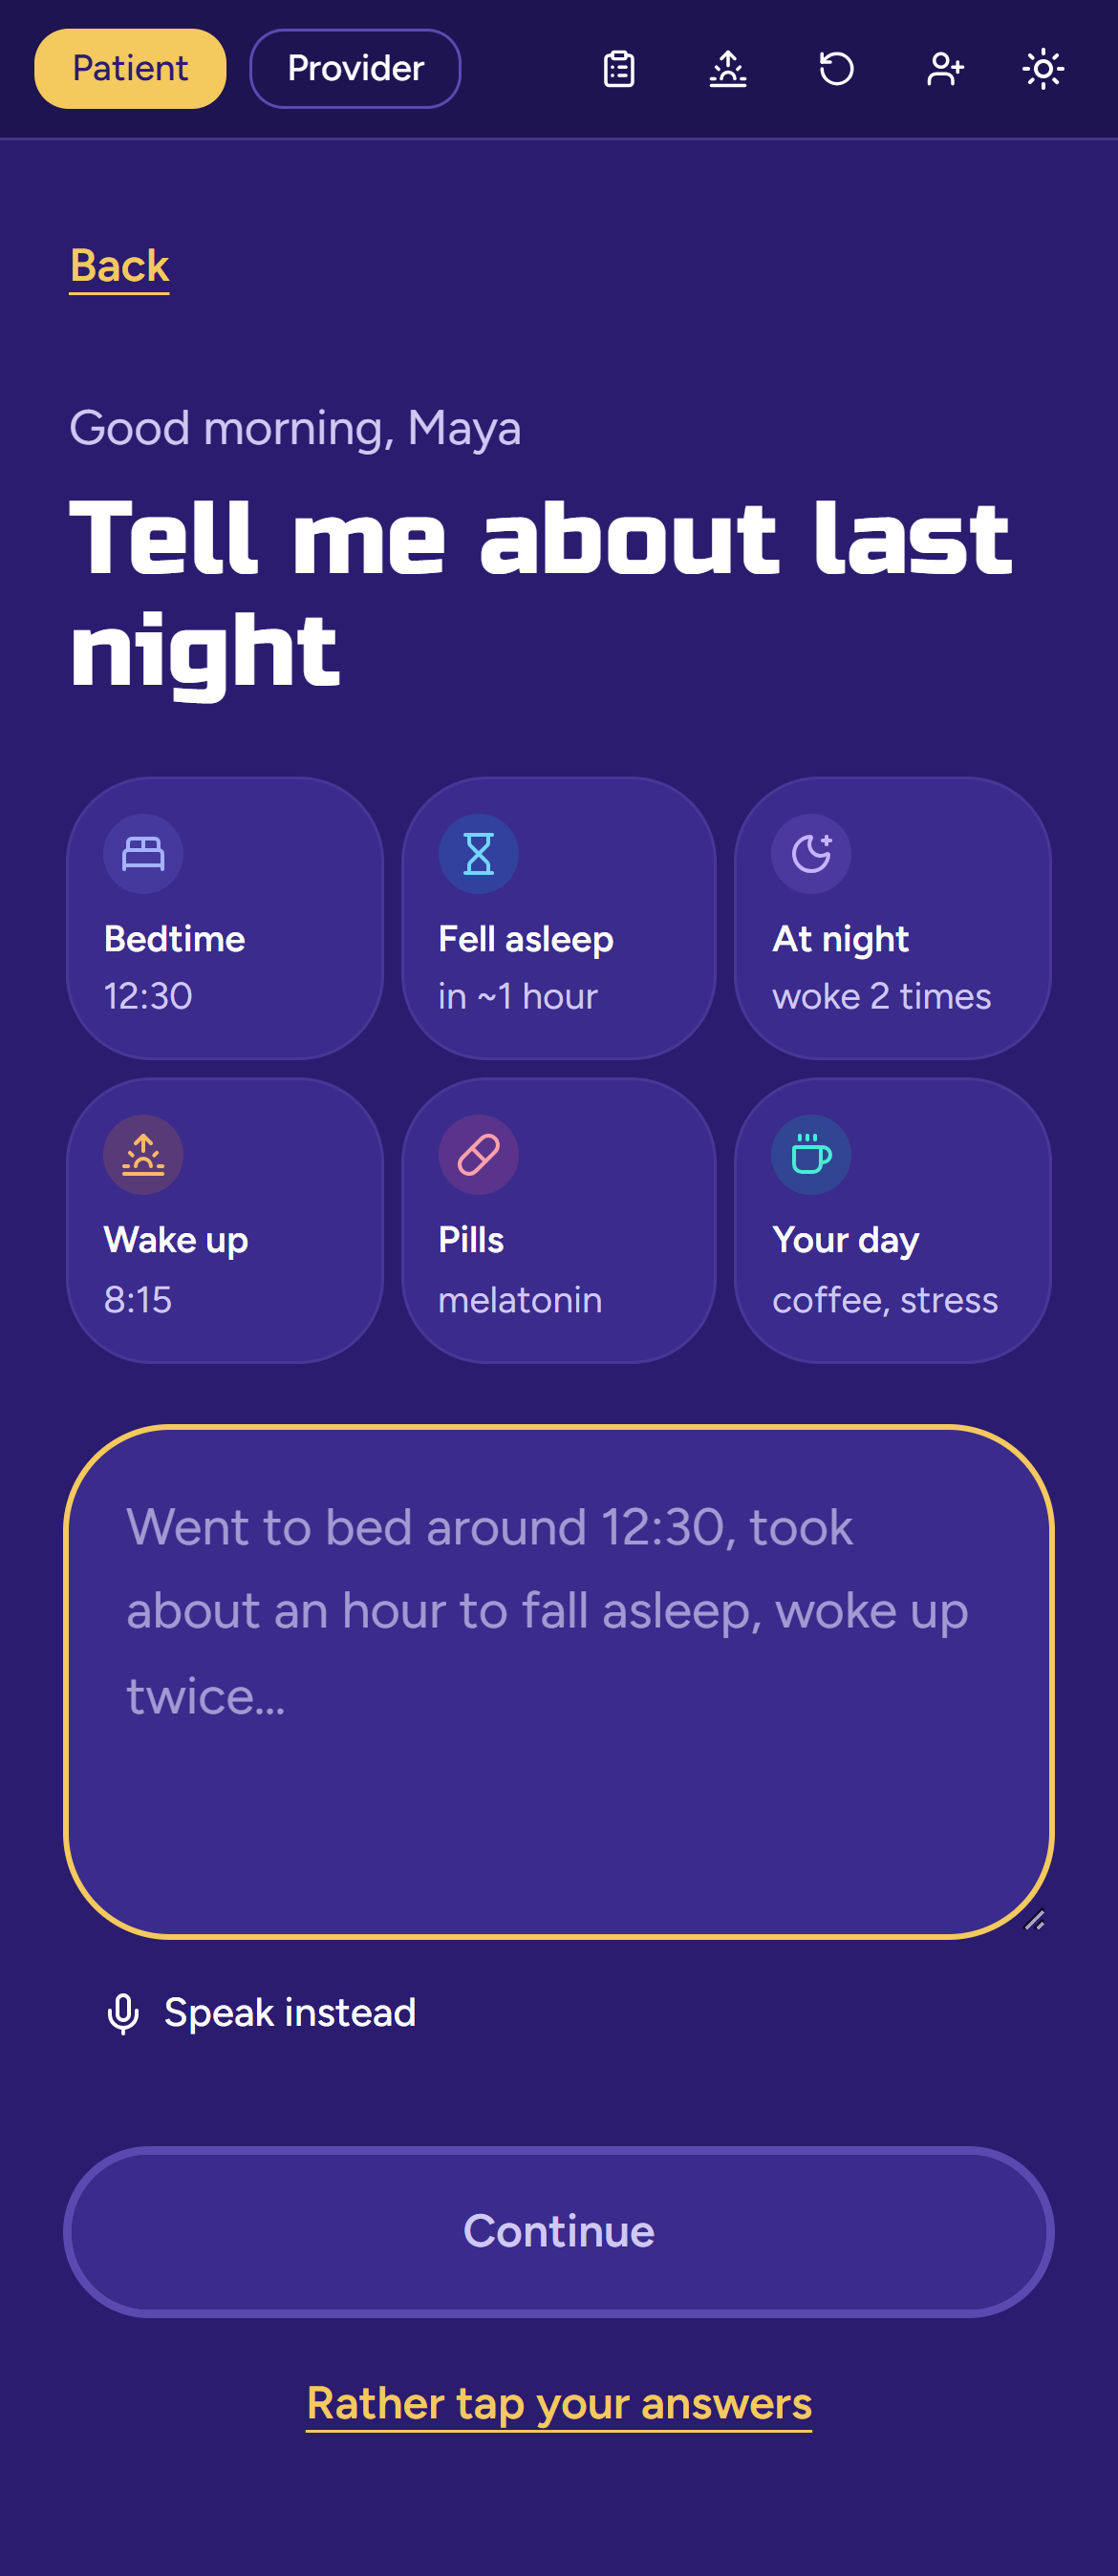 Patient
Provider
Back
Good morning, Maya
Tell me about last
night
Bedtime
12:30
Fell asleep
in ~1 hour
At night
woke 2 times
Wake up
8:15
Pills
melatonin
Your day
coffee, stress
Went to bed around 12:30, took
about an hour to fall asleep, woke up
twice...
Speak instead
Continue
Rather tap your answers